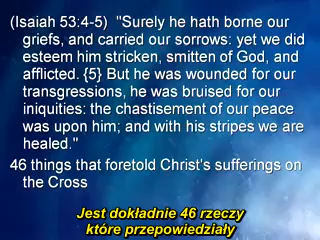 (Isaiah 53:4-5)  "Surely he hath borne our
griefs, and carried our sorrows: yet we did
esteem him stricken, smitten of God, and
afflicted. {5} But he was wounded for our
transgressions, he was bruised for our
iniquities: the chastisement of our peace
was upon him; and with his stripes we are
healed."
46 things that foretold Christ's sufferings on
the Cross
Jest dokładnie 46 rzeczy
które przepowiedziały